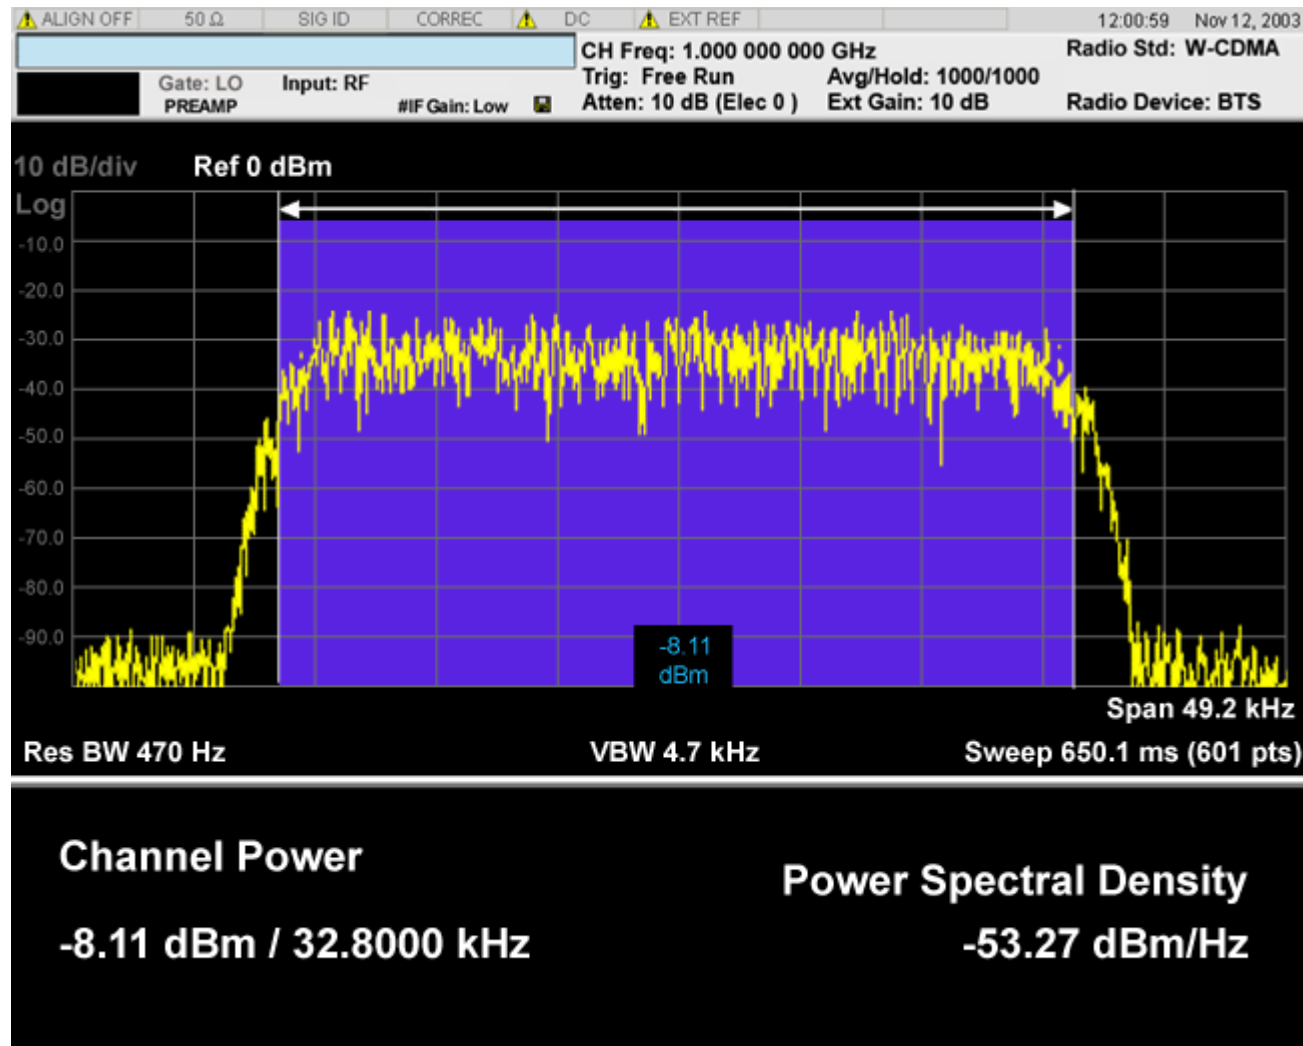 ALIGN OFF 50 Ω SIG ID CORREC DC EXT REF 12:00:59 Nov 12, 2003
CH Freq: 1.000 000 000 GHz Radio Std: W-CDMA
Gate: LO Input: RF Trig: Free Run Avg/Hold: 1000/1000
PREAMP #IF Gain: Low Atten: 10 dB (Elec 0 ) Ext Gain: 10 dB Radio Device: BTS
10 dB/div Ref 0 dBm
Log
-10.0
-20.0
-30.0
-40.0
-50.0
-60.0
-70.0
-80.0
-90.0
-8.11
dBm
Span 49.2 kHz
Res BW 470 Hz VBW 4.7 kHz Sweep 650.1 ms (601 pts)
Channel Power
Power Spectral Density
-8.11 dBm / 32.8000 kHz -53.27 dBm/Hz